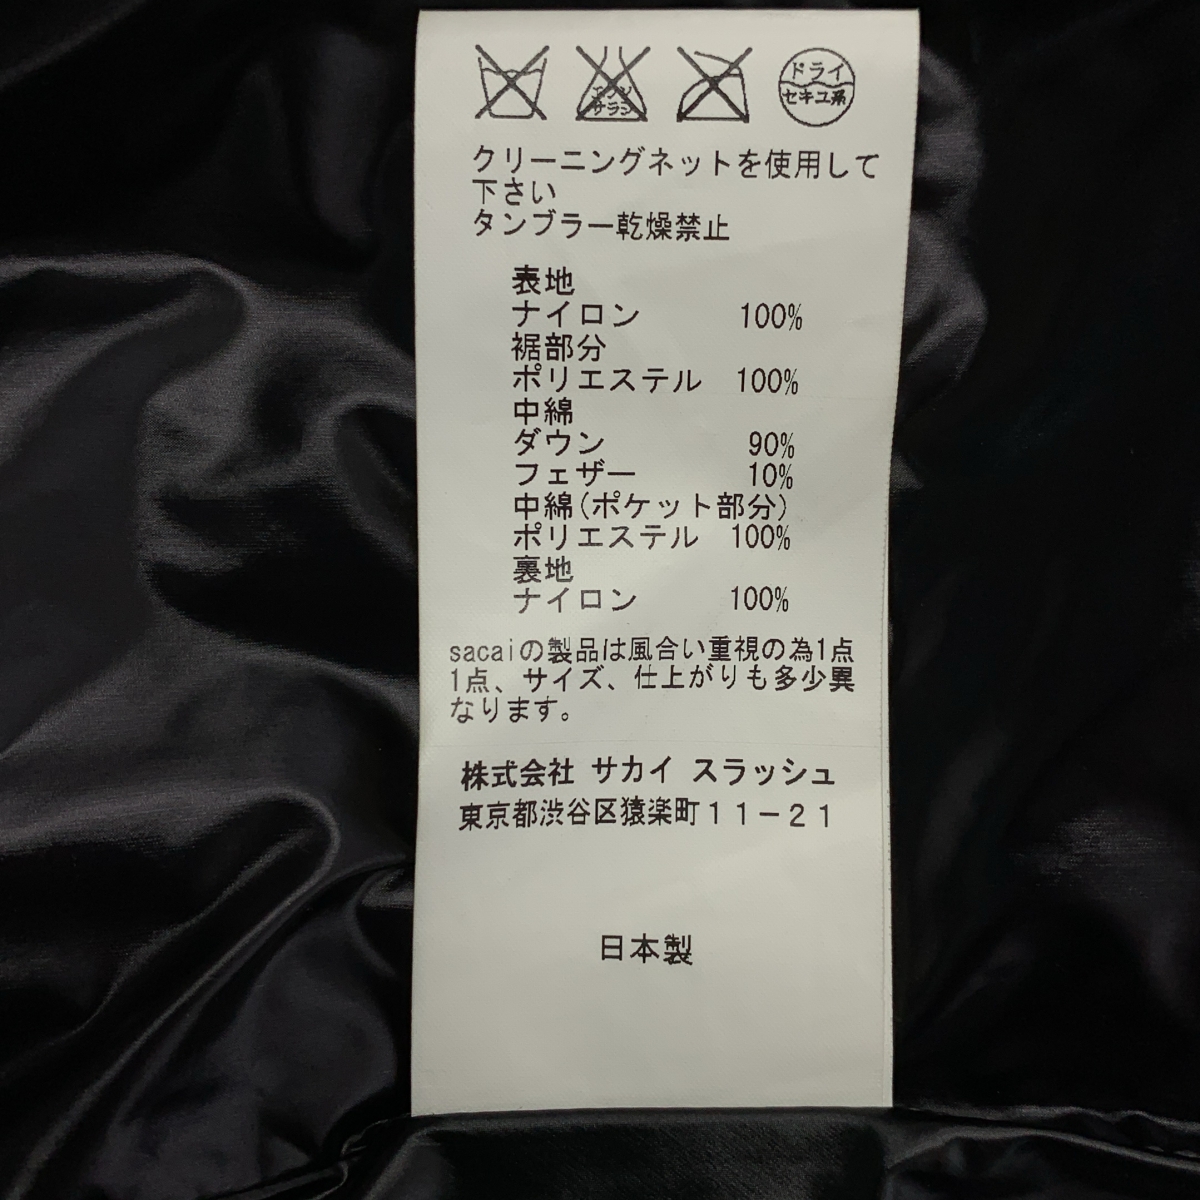 エンソ
サラシ
ドライ
セキユ系
クリーニングネットを使用して
下さい
タンブラー乾燥禁止
表地
ナイロン 100%
裾部分
ポリエステル 100%
中綿
ダウン 90%
フェザー 10%
中綿(ポケット部分)
ポリエステル 100%
裏地
ナイロン 100%
sacaiの製品は風合い重視の為1点
1点、サイズ、仕上がりも多少異
なります。
株式会社 サカイ スラッシュ
東京都渋谷区猿楽町11-21
日本製